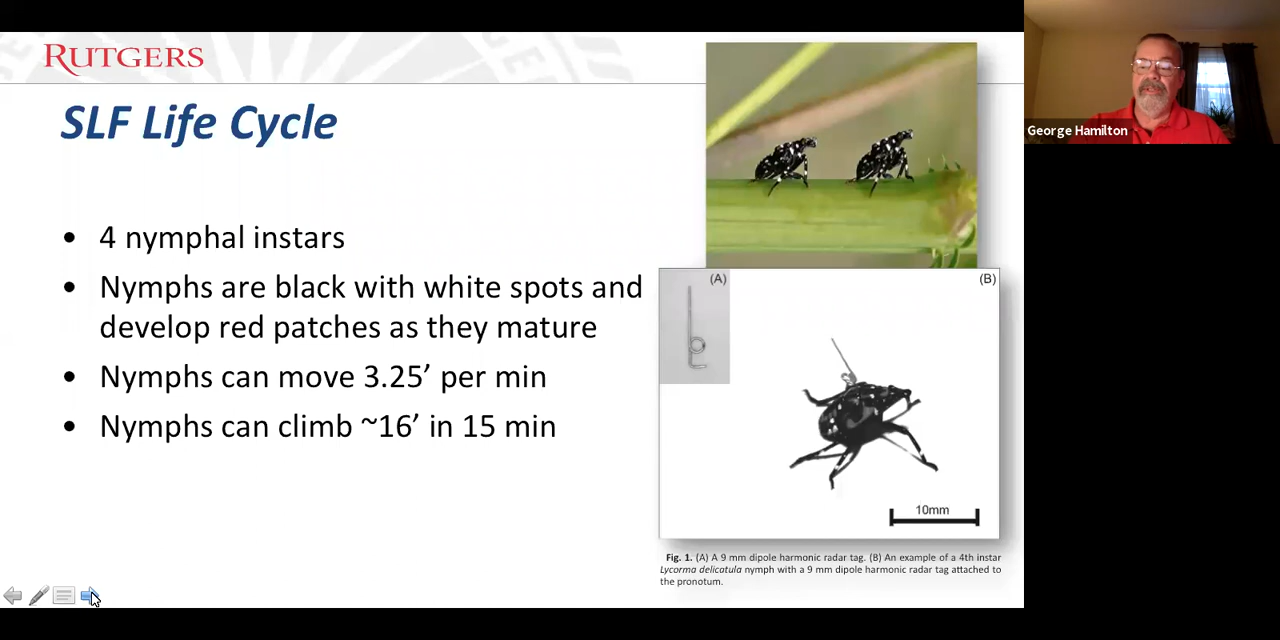 RUTGERS
SLF Life Cycle
• 4 nymphal instars
• Nymphs are black with white spots and
develop red patches as they mature
• Nymphs can move 3.25’ per min
• Nymphs can climb ~16’ in 15 min
(A)
(B)
10mm
Fig. 1. (A) A 9 mm dipole harmonic radar tag. (B) An example of a 4th instar
Lycorma delicatula nymph with a 9 mm dipole harmonic radar tag attached to
the pronotum.
George Hamilton